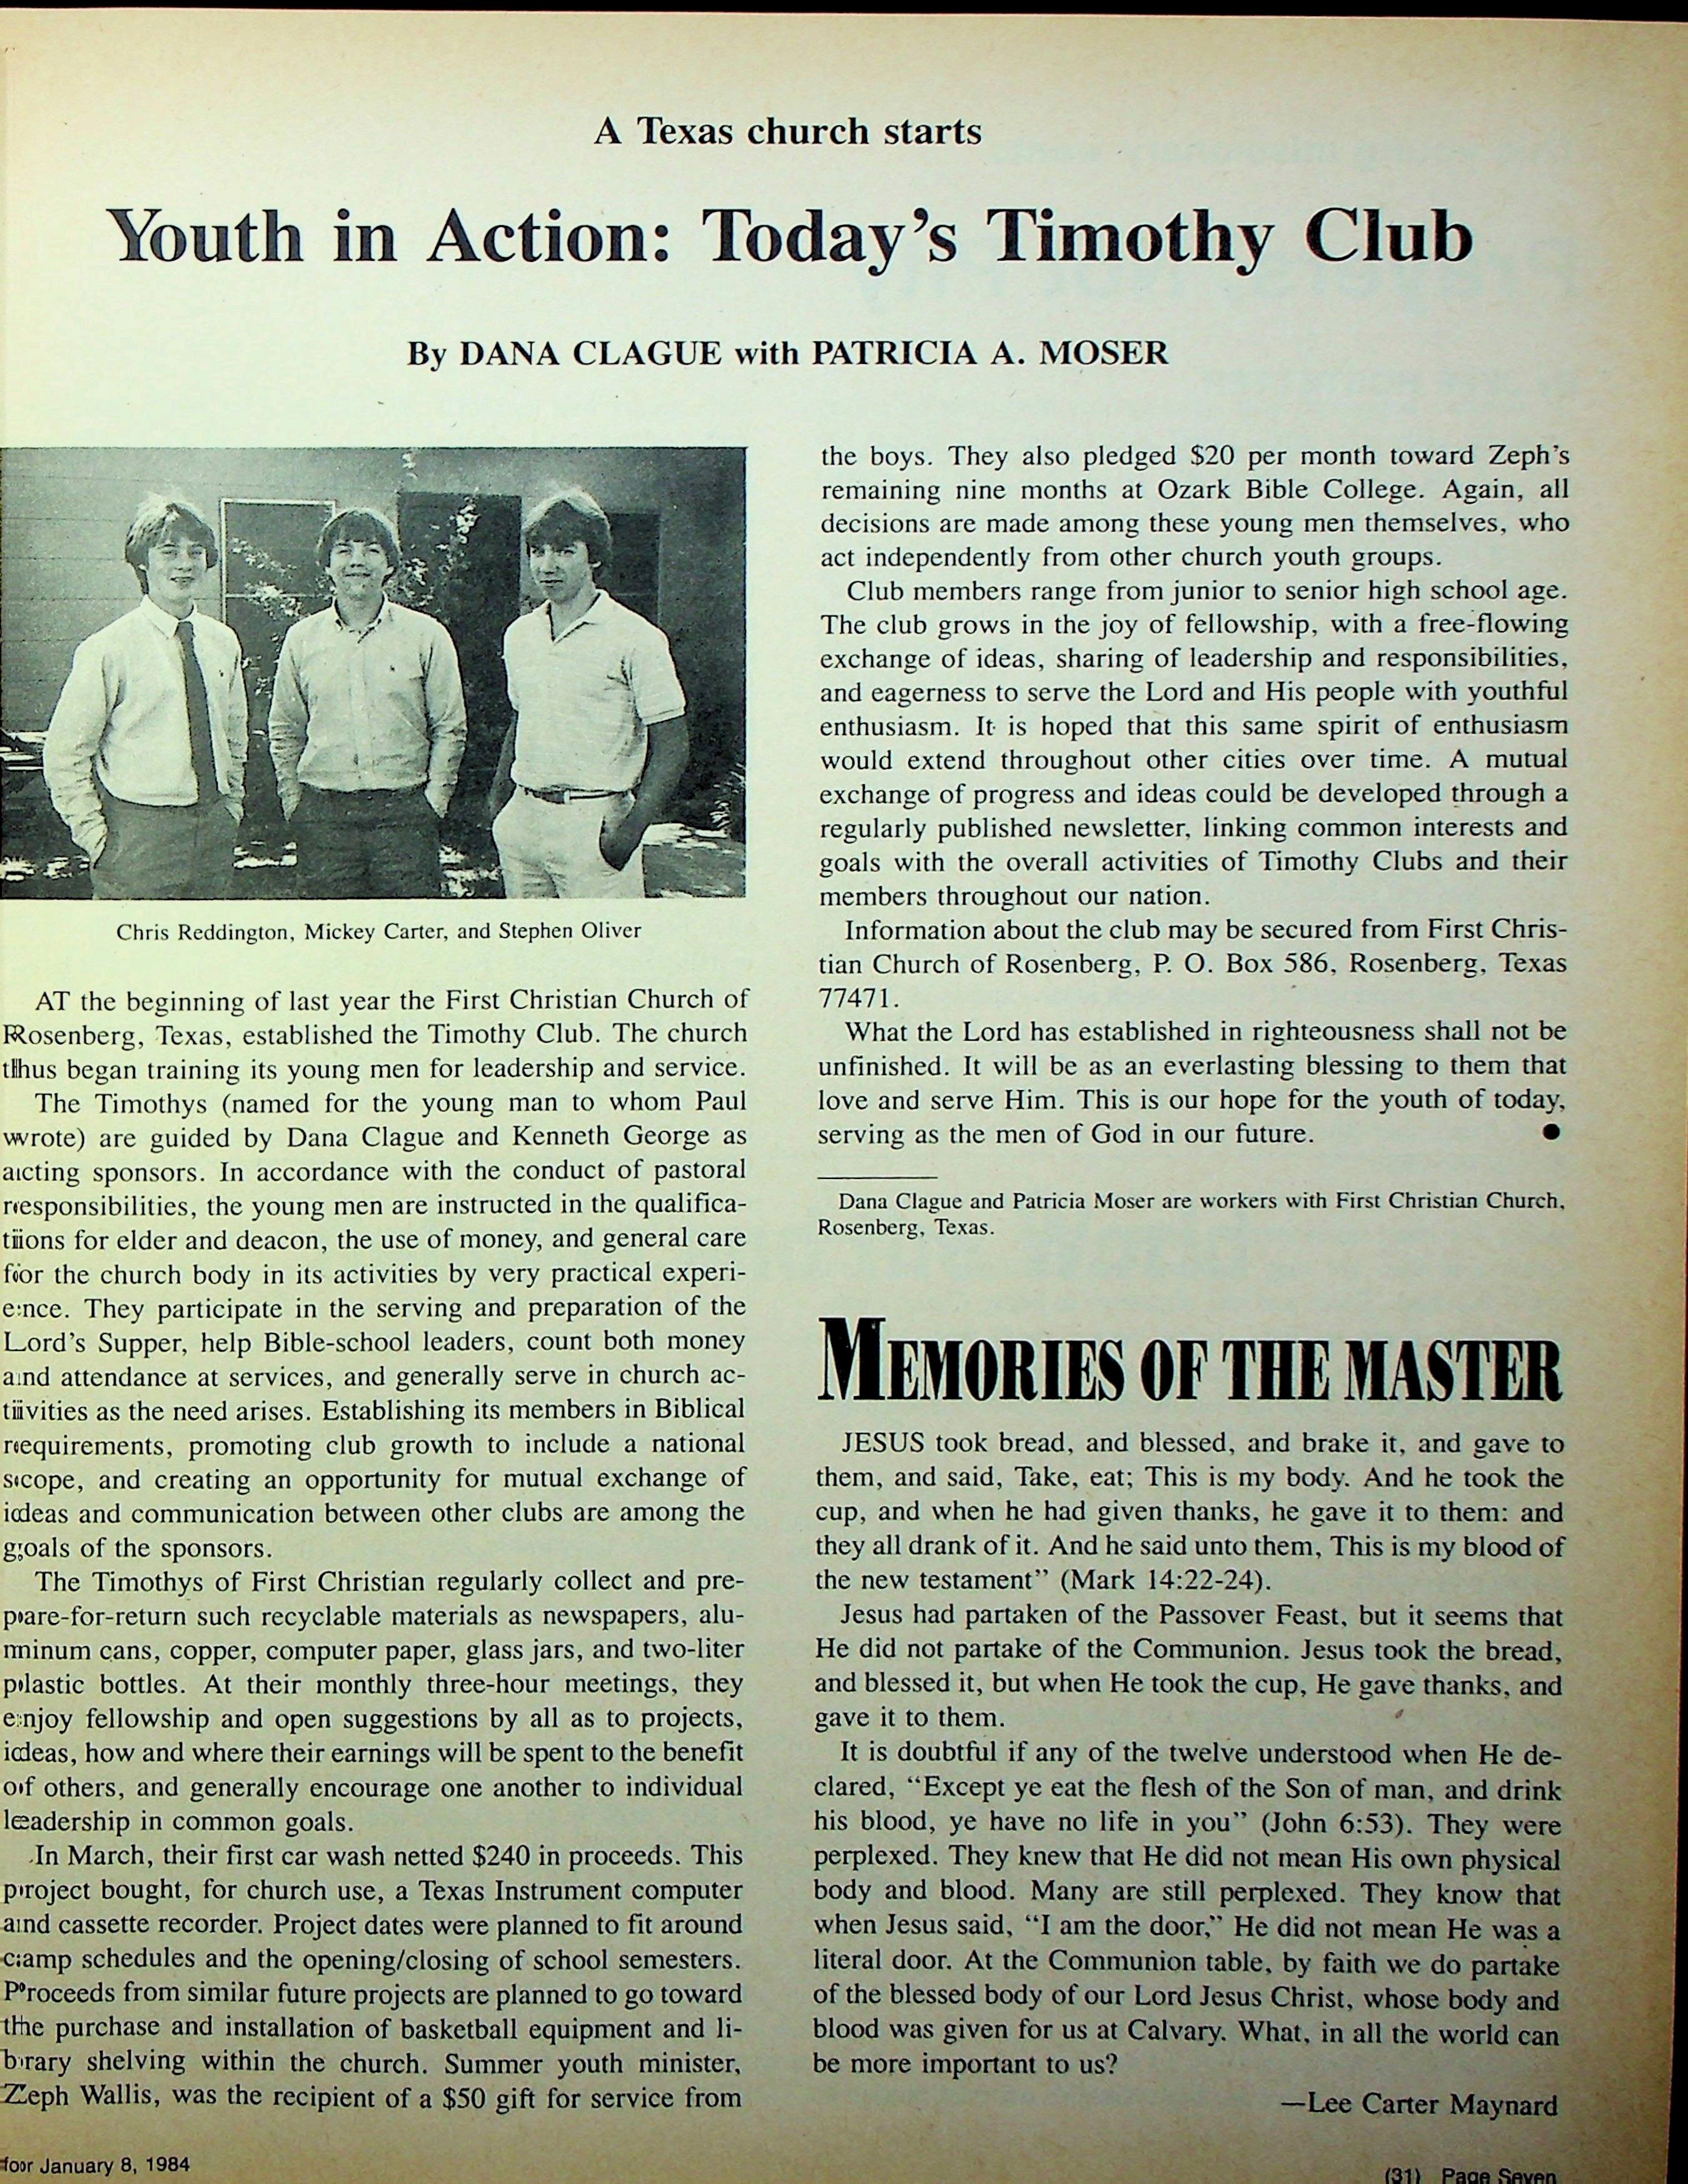 A Texas church starts
Youth in Action: Today's Timothy Club
By DANA CLAGUE with PATRICIA A. MOSER
Chris Reddington, Mickey Carter, and Stephen Oliver
AT the beginning of last year the First Christian Church of
Rosenberg, Texas, established the Timothy Club. The church
thus began training its young men for leadership and service.
The Timothys (named for the young man to whom Paul
wrote) are guided by Dana Clague and Kenneth George as
acting sponsors. In accordance with the conduct of pastoral
responsibilities, the young men are instructed in the qualifica-
tions for elder and deacon, the use of money, and general care
for the church body in its activities by very practical experi-
ence. They participate in the serving and preparation of the
Lord's Supper, help Bible-school leaders, count both money
and attendance at services, and generally serve in church ac-
tivities as the need arises. Establishing its members in Biblical
requirements, promoting club growth to include a national
scope, and creating an opportunity for mutual exchange of
ideas and communication between other clubs are among the
goals of the sponsors.
The Timothys of First Christian regularly collect and pre-
pare-for-return such recyclable materials as newspapers, alu-
minum cans, copper, computer paper, glass jars, and two-liter
plastic bottles. At their monthly three-hour meetings, they
enjoy fellowship and open suggestions by all as to projects,
ideas, how and where their earnings will be spent to the benefit
of others, and generally encourage one another to individual
leadership in common goals.
In March, their first car wash netted $240 in proceeds. This
project bought, for church use, a Texas Instrument computer
and cassette recorder. Project dates were planned to fit around
camp schedules and the opening/closing of school semesters.
Proceeds from similar future projects are planned to go toward
the purchase and installation of basketball equipment and li-
brary shelving within the church. Summer youth minister,
Zeph Wallis, was the recipient of a $50 gift for service from
the boys. They also pledged $20 per month toward Zeph's
remaining nine months at Ozark Bible College. Again, all
decisions are made among these young men themselves, who
act independently from other church youth groups.
Club members range from junior to senior high school age.
The club grows in the joy of fellowship, with a free-flowing
exchange of ideas, sharing of leadership and responsibilities,
and eagerness to serve the Lord and His people with youthful
enthusiasm. It is hoped that this same spirit of enthusiasm
would extend throughout other cities over time. A mutual
exchange of progress and ideas could be developed through a
regularly published newsletter, linking common interests and
goals with the overall activities of Timothy Clubs and their
members throughout our nation.
Information about the club may be secured from First Chris-
tian Church of Rosenberg, P. O. Box 586, Rosenberg, Texas
77471.
What the Lord has established in righteousness shall not be
unfinished. It will be as an everlasting blessing to them that
love and serve Him. This is our hope for the youth of today,
serving as the men of God in our future. ●
Dana Clague and Patricia Moser are workers with First Christian Church,
Rosenberg, Texas.
MEMORIES OF THE MASTER
JESUS took bread, and blessed, and brake it, and gave to
them, and said, Take, eat; This is my body. And he took the
cup, and when he had given thanks, he gave it to them: and
they all drank of it. And he said unto them, This is my blood of
the new testament" (Mark 14:22-24).
Jesus had partaken of the Passover Feast, but it seems that
He did not partake of the Communion. Jesus took the bread,
and blessed it, but when He took the cup, He gave thanks, and
gave it to them.
It is doubtful if any of the twelve understood when He de-
clared, "Except ye eat the flesh of the Son of man, and drink
his blood, ye have no life in you" (John 6:53). They were
perplexed. They knew that He did not mean His own physical
body and blood. Many are still perplexed. They know that
when Jesus said, "I am the door," He did not mean He was a
literal door. At the Communion table, by faith we do partake
of the blessed body of our Lord Jesus Christ, whose body and
blood was given for us at Calvary. What, in all the world can
be more important to us?
—Lee Carter Maynard
for January 8, 1984
(31) Page Seven